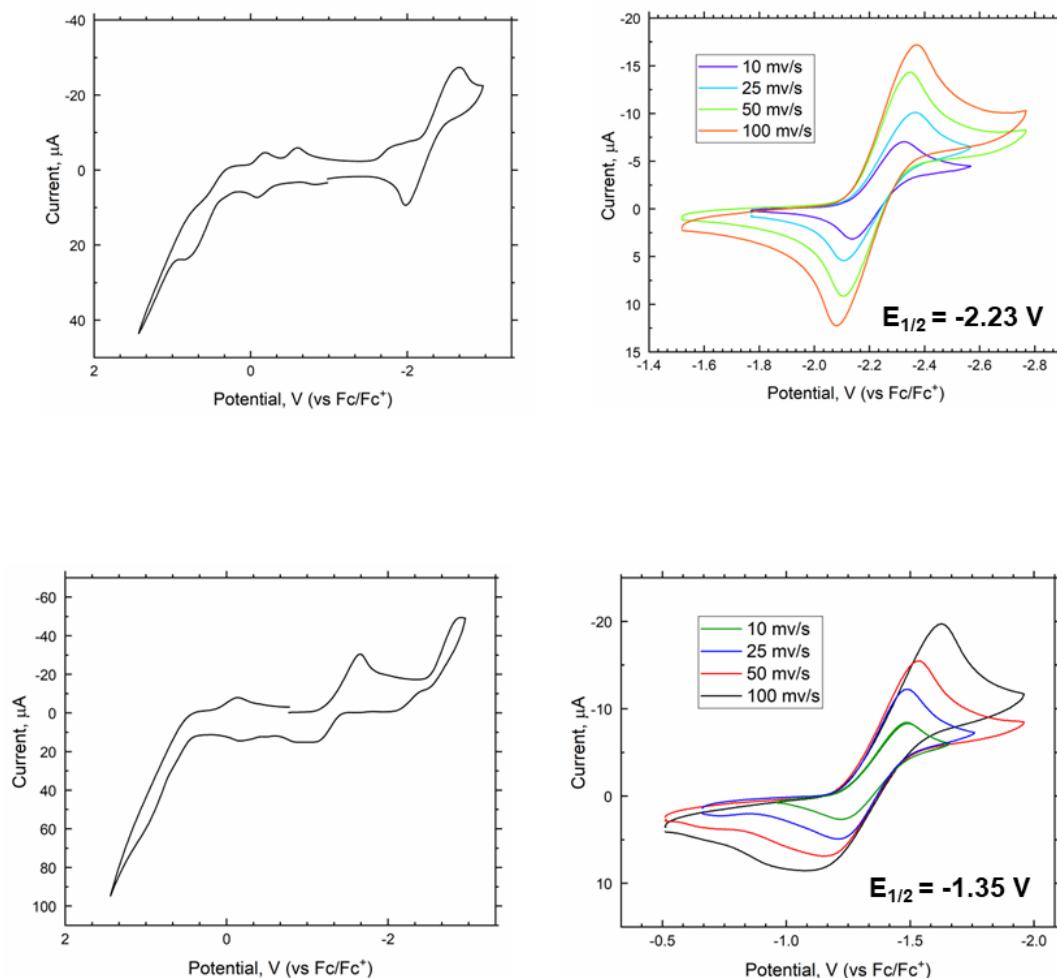 -40
-20
0
20
40
Current, μA
2
0
-2
Potential, V (vs Fc/Fc⁺)
-20
-15
-10
-5
0
5
10
15
Current, μA
10 mv/s
25 mv/s
50 mv/s
100 mv/s
E1/2 = -2.23 V
-1.4
-1.6
-1.8
-2.0
-2.2
-2.4
-2.6
-2.8
Potential, V (vs Fc/Fc⁺)
-60
-40
-20
0
20
40
60
80
100
Current, μA
2
0
-2
Potential, V (vs Fc/Fc⁺)
-20
-10
0
10
Current, μA
10 mv/s
25 mv/s
50 mv/s
100 mv/s
E1/2 = -1.35 V
-0.5
-1.0
-1.5
-2.0
Potential, V (vs Fc/Fc⁺)